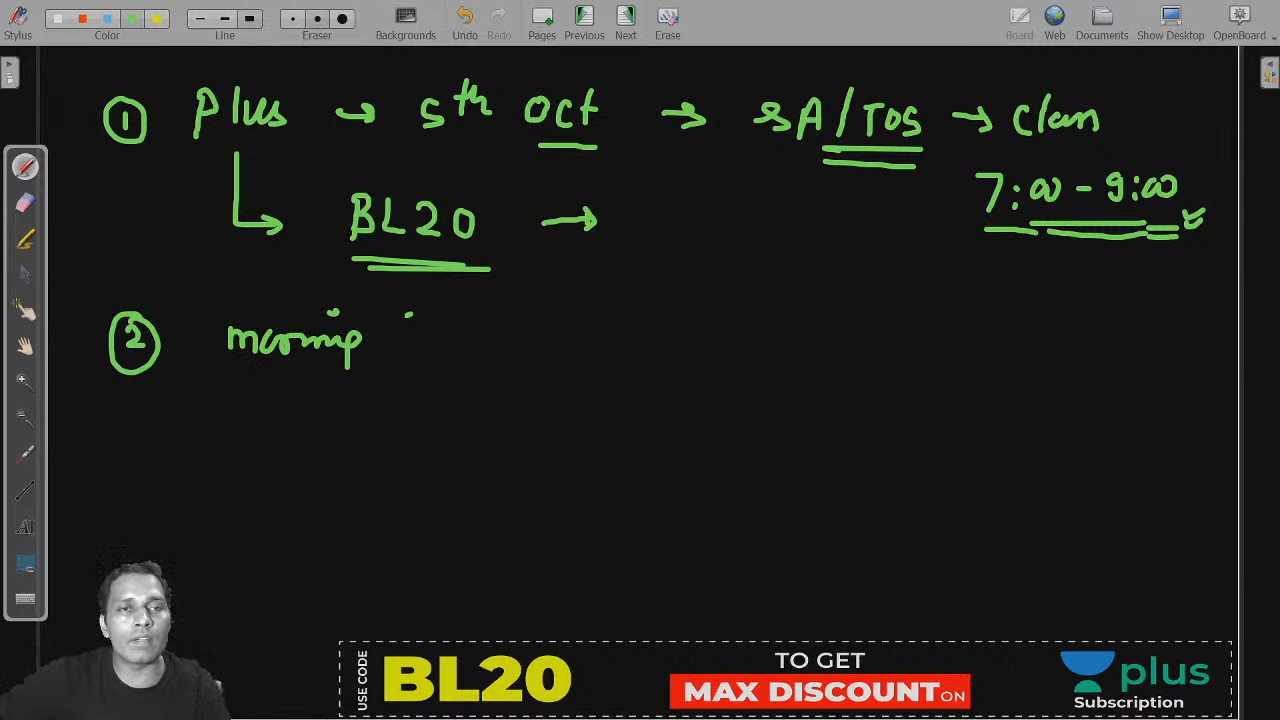 Stylus Color Line Eraser Backgrounds Undo Redo Pages Previous Next Erase Board Web Documents Show Desktop OpenBoard
① Plus → 5th Oct → SA/TOS → Class
7:00 - 9:00
BL20 →
② morning
USE CODE BL20
TO GET
MAX DISCOUNT ON
plus
Subscription